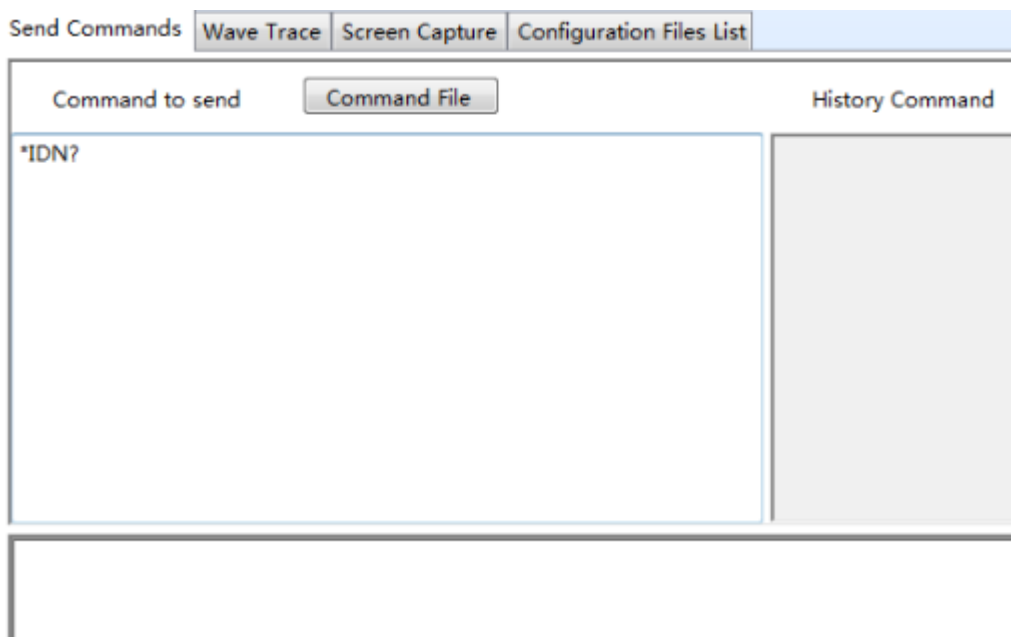 Send Commands Wave Trace Screen Capture Configuration Files List
Command to send Command File History Command
*IDN?